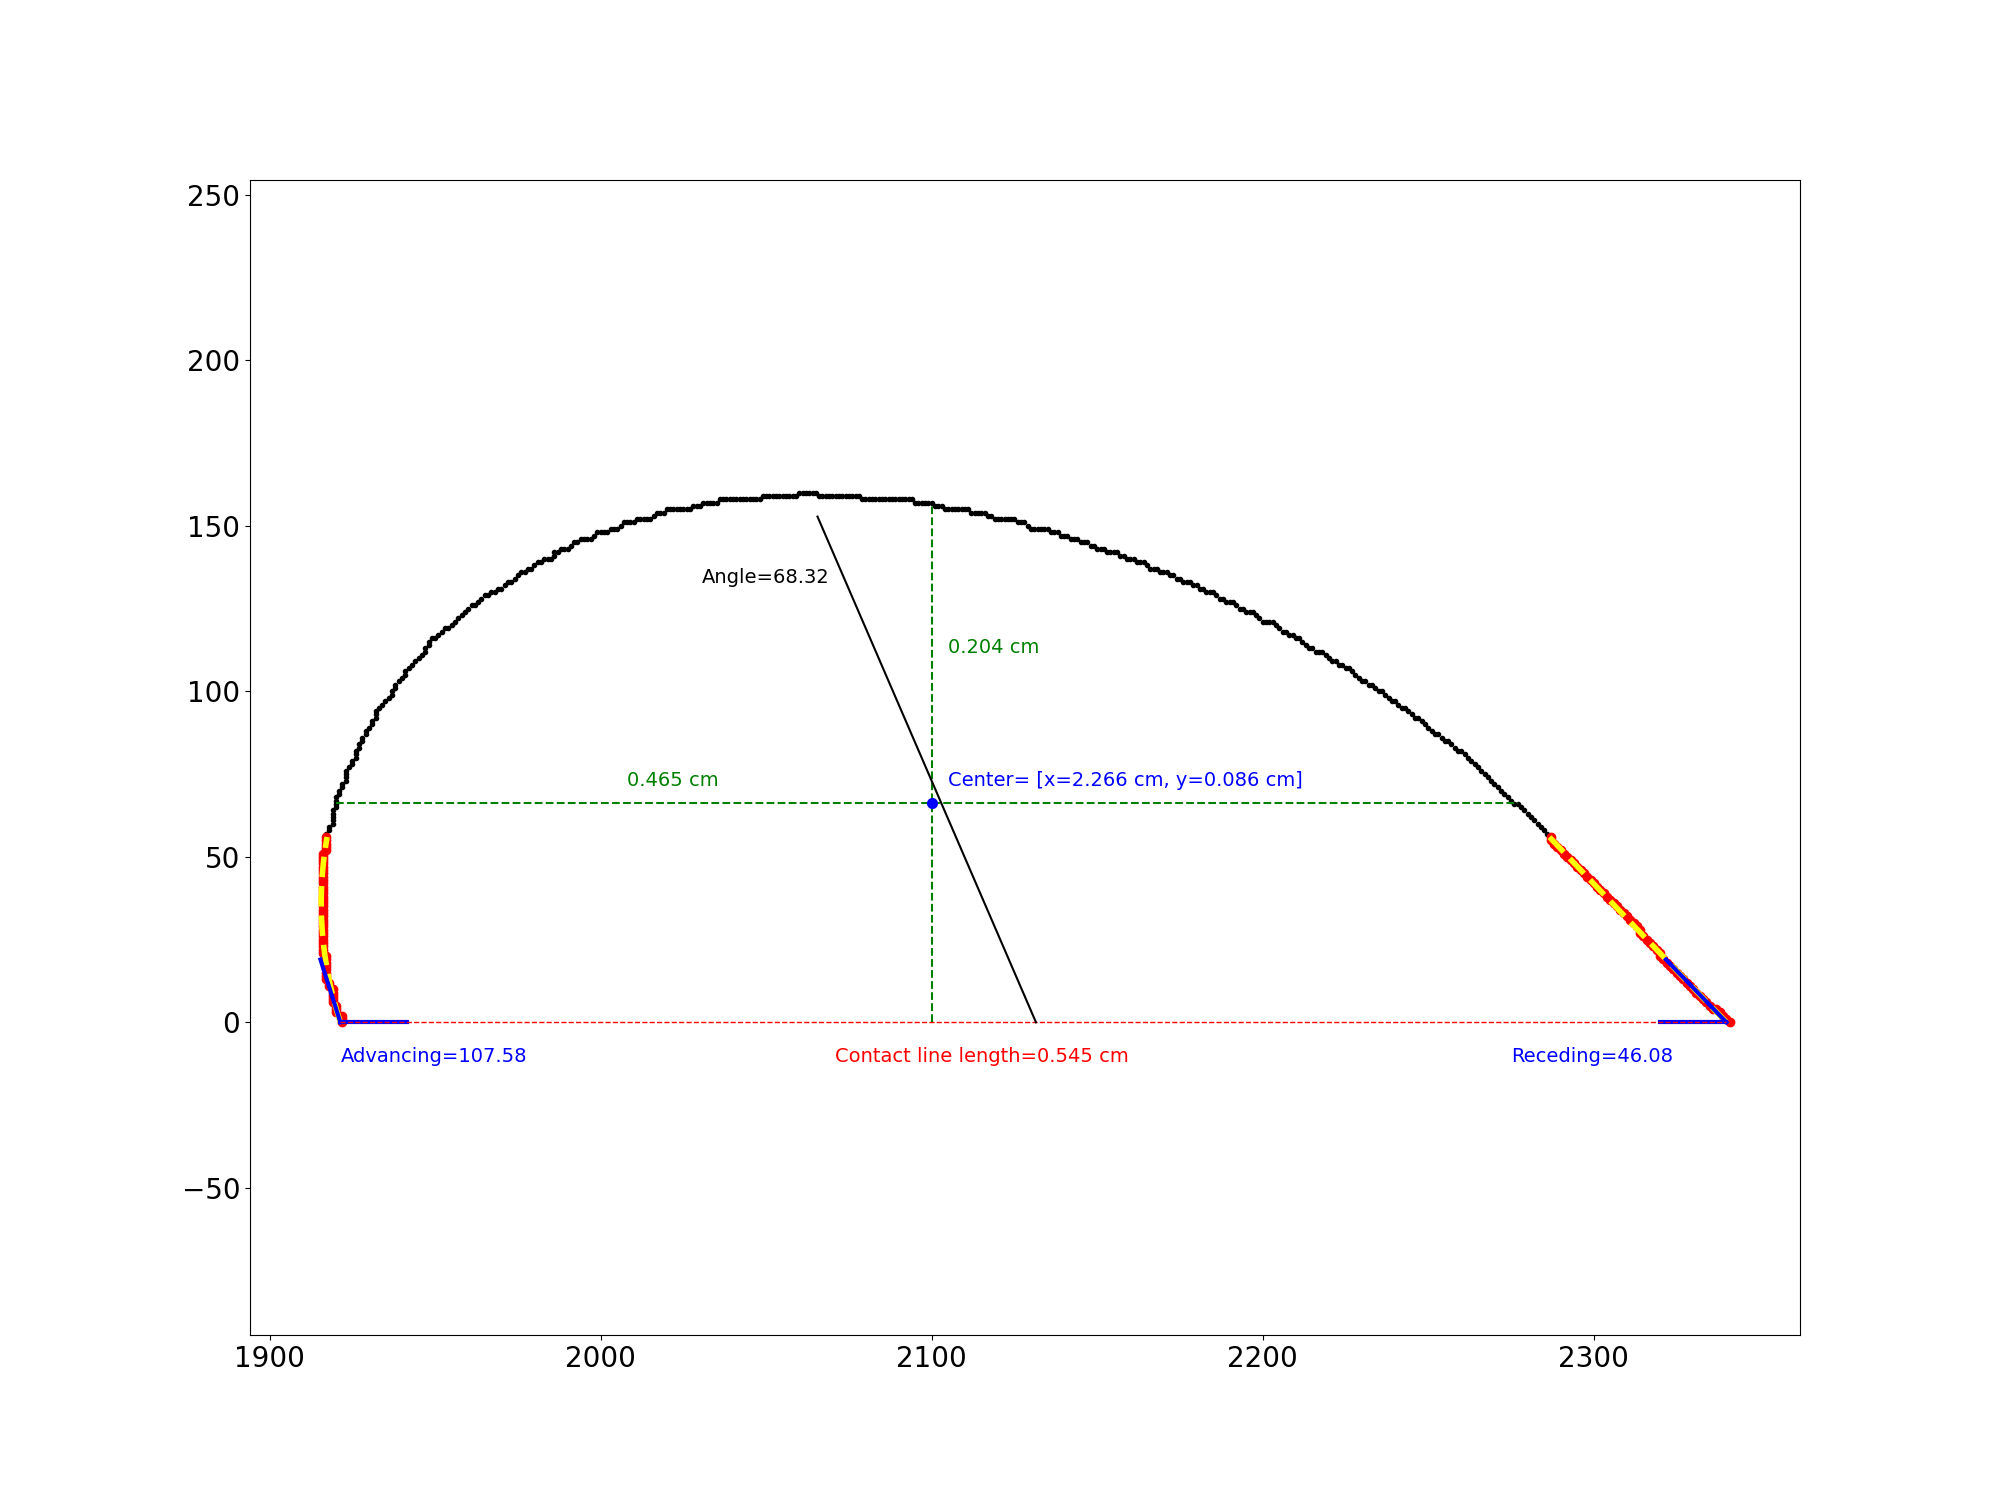 250
200
150
Angle=68.32
0.204 cm
100
0.465 cm
Center= [x=2.266 cm, y=0.086 cm]
50
0
Advancing=107.58
Contact line length=0.545 cm
Receding=46.08
−50
1900
2000
2100
2200
2300